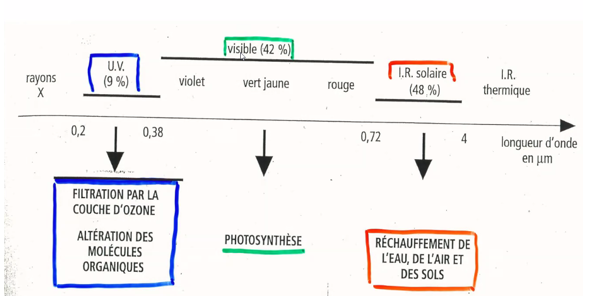 visible (42 %)
U.V.
(9 %)
I.R. solaire
(48 %)
rayons
X
violet
vert jaune
rouge
I.R.
thermique
0,2
0,38
0,72
4
longueur d'onde
en µm
FILTRATION PAR LA
COUCHE D'OZONE
ALTÉRATION DES
MOLÉCULES
ORGANIQUES
PHOTOSYNTHÈSE
RÉCHAUFFEMENT DE
L'EAU, DE L'AIR ET
DES SOLS